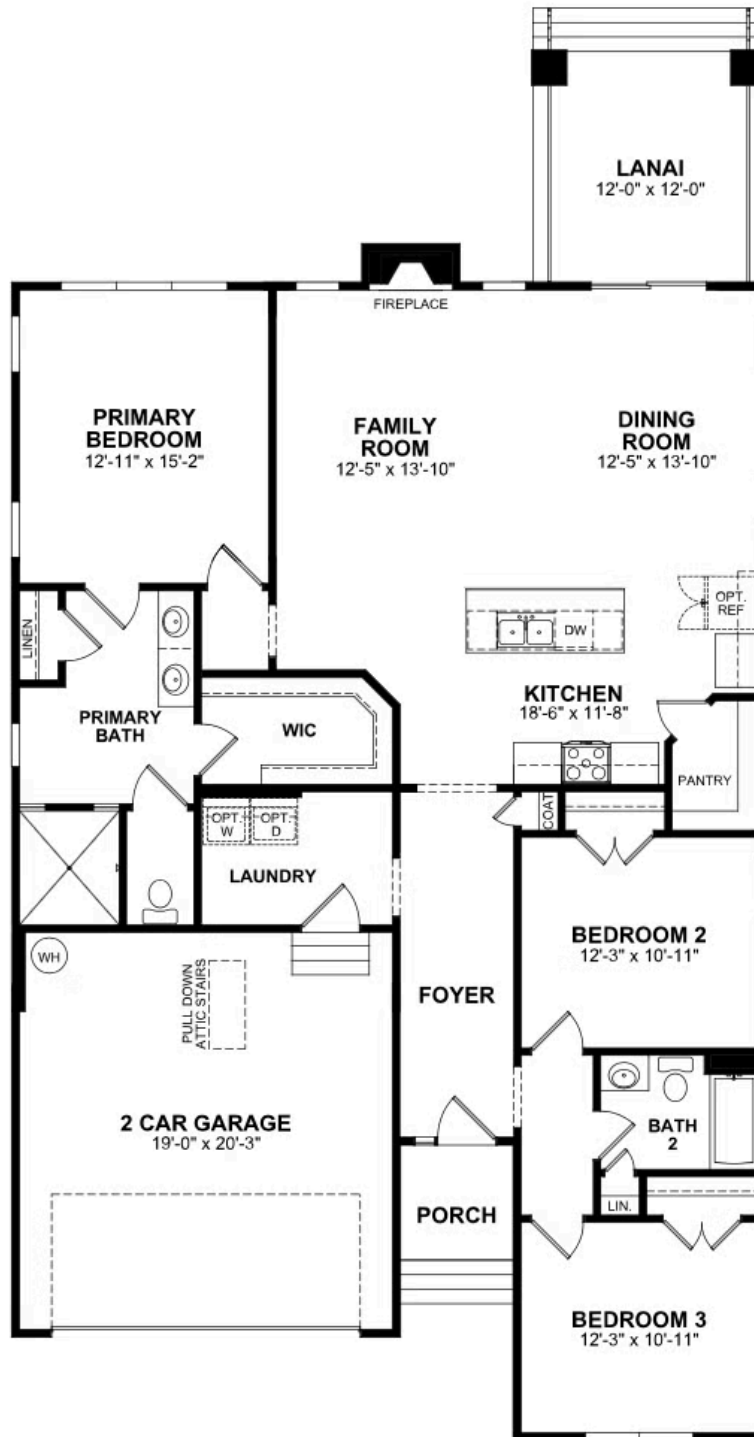 LANAI
12'-0" x 12'-0"
FIREPLACE
PRIMARY
BEDROOM
12'-11" x 15'-2"
FAMILY
ROOM
12'-5" x 13'-10"
DINING
ROOM
12'-5" x 13'-10"
LINEN
OPT.
REF
DW
KITCHEN
18'-6" x 11'-8"
PRIMARY
BATH
WIC
PANTRY
OPT.
W
OPT.
D
COAT
LAUNDRY
BEDROOM 2
12'-3" x 10'-11"
WH
PULL DOWN
ATTIC STAIRS
FOYER
2 CAR GARAGE
19'-0" x 20'-3"
BATH
2
LIN.
PORCH
BEDROOM 3
12'-3" x 10'-11"